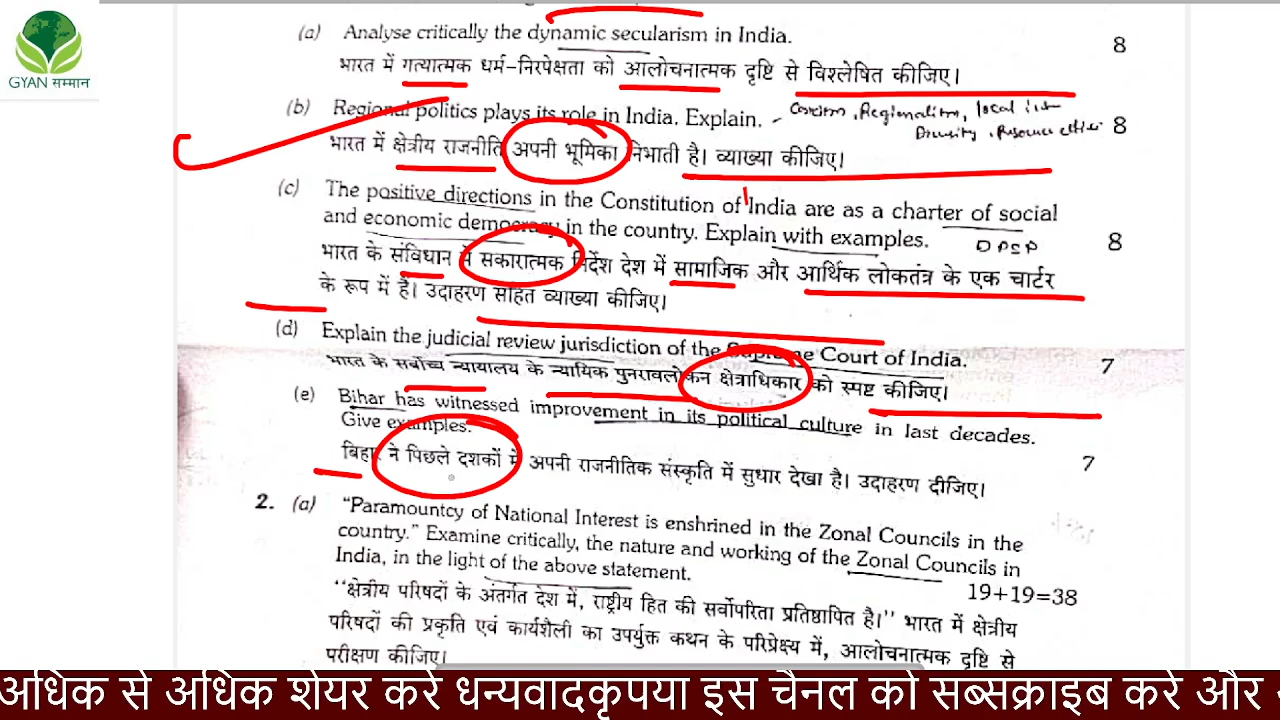 GYAN सम्मान
(a) Analyse critically the dynamic secularism in India. 8
भारत में गत्यात्मक धर्म-निरपेक्षता को आलोचनात्मक दृष्टि से विश्लेषित कीजिए।
(b) Regional politics plays its role in India. Explain. - Casteism, Regionalism, local 8
Diversity, Resource
भारत में क्षेत्रीय राजनीति अपनी भूमिका निभाती है। व्याख्या कीजिए।
(c) The positive directions in the Constitution of India are as a charter of social
and economic democracy in the country. Explain with examples. DPSP 8
भारत के संविधान में सकारात्मक निर्देश देश में सामाजिक और आर्थिक लोकतंत्र के एक चार्टर
के रूप में हैं। उदाहरण सहित व्याख्या कीजिए।
(d) Explain the judicial review jurisdiction of the Supreme Court of India. 7
भारत के सर्वोच्च न्यायालय के न्यायिक पुनरावलोकन क्षेत्राधिकार को स्पष्ट कीजिए।
(e) Bihar has witnessed improvement in its political culture in last decades.
Give examples. 7
बिहार ने पिछले दशकों में अपनी राजनीतिक संस्कृति में सुधार देखा है। उदाहरण दीजिए।
2. (a) "Paramountcy of National Interest is enshrined in the Zonal Councils in the
country." Examine critically, the nature and working of the Zonal Councils in
India, in the light of the above statement. 19+19=38
"क्षेत्रीय परिषदों के अंतर्गत देश में, राष्ट्रीय हित की सर्वोपरिता प्रतिष्ठापित है।" भारत में क्षेत्रीय
परिषदों की प्रकृति एवं कार्यशैली का उपर्युक्त कथन के परिप्रेक्ष्य में, आलोचनात्मक दृष्टि से
परीक्षण कीजिए।
अधिक से अधिक शेयर करें धन्यवादकृपया इस चैनल को सब्सक्राइब करे और